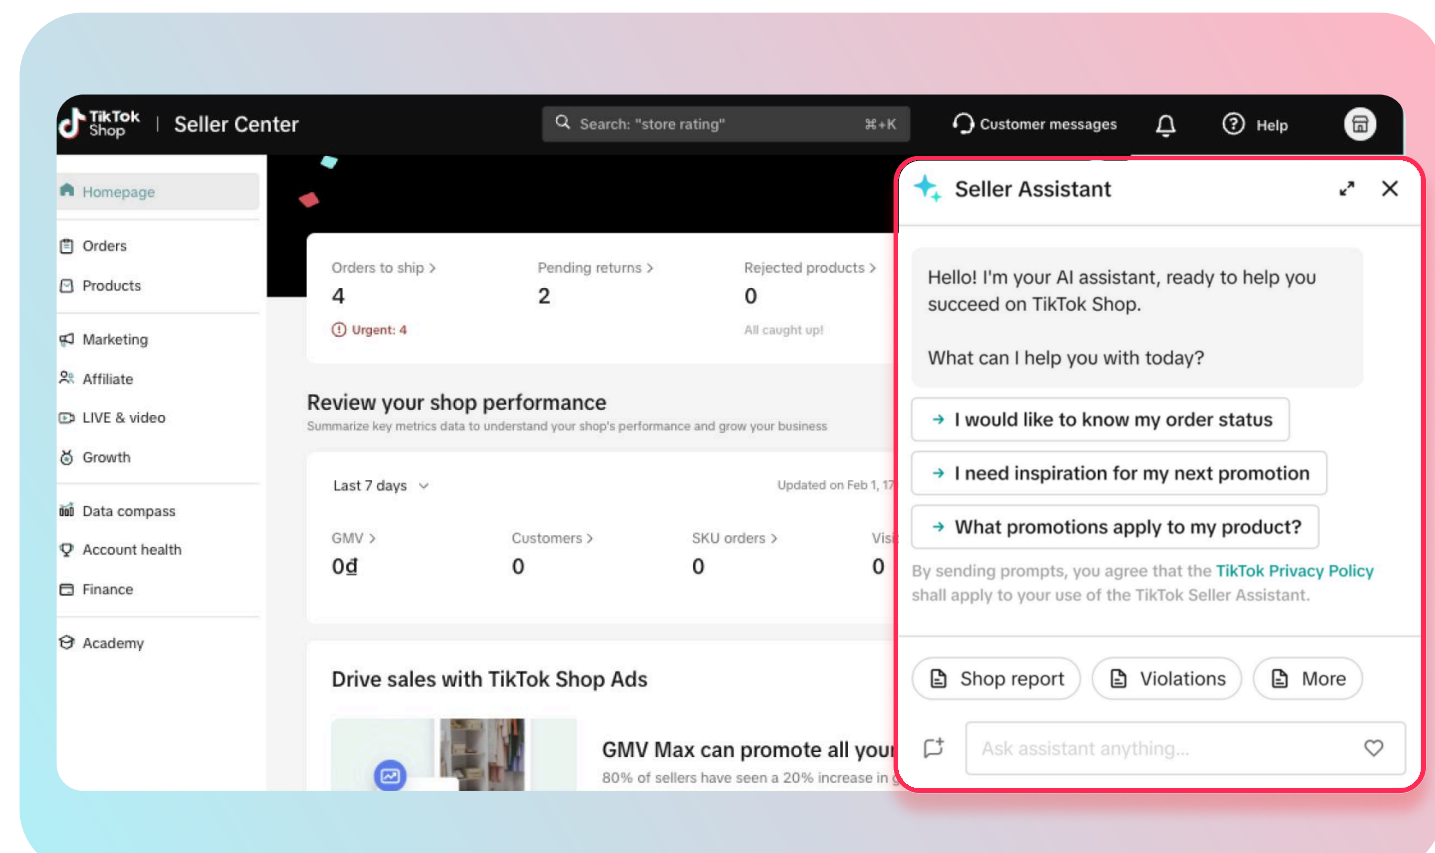 TikTok
Shop
Seller Center
Search: "store rating"
⌘+K
Customer messages
Help
Homepage
Orders
Products
Marketing
Affiliate
LIVE & video
Growth
Data compass
Account health
Finance
Academy
Orders to ship >
4
Urgent: 4
Pending returns >
2
Rejected products >
0
All caught up!
Review your shop performance
Summarize key metrics data to understand your shop's performance and grow your business
Last 7 days
Updated on Feb 1, 17
GMV >
0₫
Customers >
0
SKU orders >
0
Visi
0
Drive sales with TikTok Shop Ads
GMV Max can promote all your
80% of sellers have seen a 20% increase in g
Seller Assistant
Hello! I'm your AI assistant, ready to help you
succeed on TikTok Shop.
What can I help you with today?
→ I would like to know my order status
→ I need inspiration for my next promotion
→ What promotions apply to my product?
By sending prompts, you agree that the TikTok Privacy Policy
shall apply to your use of the TikTok Seller Assistant.
Shop report
Violations
More
Ask assistant anything...